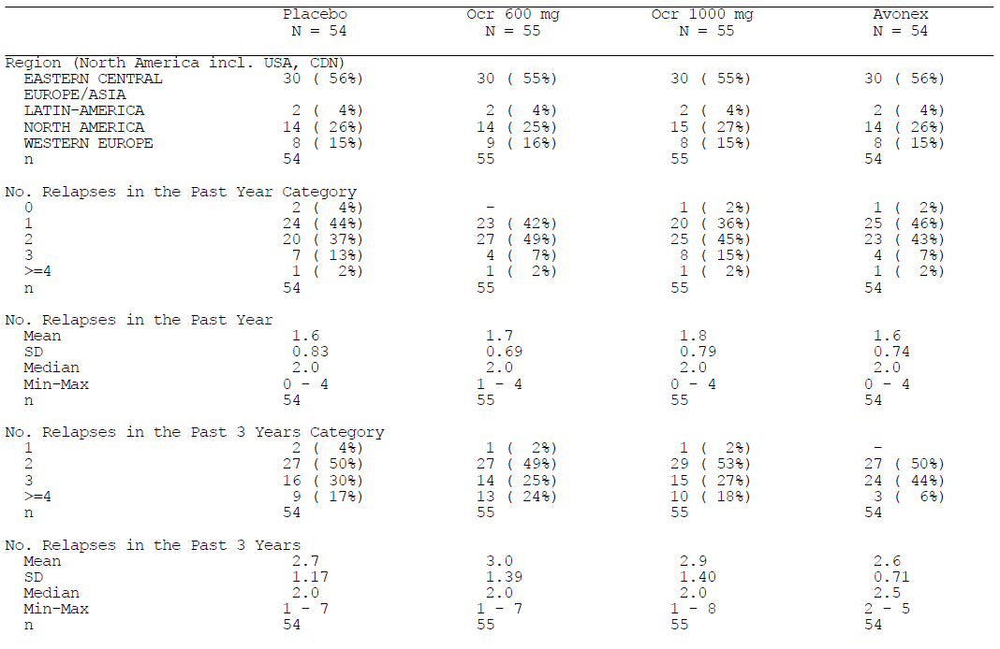 Placebo Ocr 600 mg Ocr 1000 mg Avonex
N = 54 N = 55 N = 55 N = 54
Region (North America incl. USA, CDN)
EASTERN CENTRAL 30 ( 56%) 30 ( 55%) 30 ( 55%) 30 ( 56%)
EUROPE/ASIA
LATIN-AMERICA 2 ( 4%) 2 ( 4%) 2 ( 4%) 2 ( 4%)
NORTH AMERICA 14 ( 26%) 14 ( 25%) 15 ( 27%) 14 ( 26%)
WESTERN EUROPE 8 ( 15%) 9 ( 16%) 8 ( 15%) 8 ( 15%)
n 54 55 55 54
No. Relapses in the Past Year Category
0 2 ( 4%) - 1 ( 2%) 1 ( 2%)
1 24 ( 44%) 23 ( 42%) 20 ( 36%) 25 ( 46%)
2 20 ( 37%) 27 ( 49%) 25 ( 45%) 23 ( 43%)
3 7 ( 13%) 4 ( 7%) 8 ( 15%) 4 ( 7%)
>=4 1 ( 2%) 1 ( 2%) 1 ( 2%) 1 ( 2%)
n 54 55 55 54
No. Relapses in the Past Year
Mean 1.6 1.7 1.8 1.6
SD 0.83 0.69 0.79 0.74
Median 2.0 2.0 2.0 2.0
Min-Max 0 - 4 1 - 4 0 - 4 0 - 4
n 54 55 55 54
No. Relapses in the Past 3 Years Category
1 2 ( 4%) 1 ( 2%) 1 ( 2%) -
2 27 ( 50%) 27 ( 49%) 29 ( 53%) 27 ( 50%)
3 16 ( 30%) 14 ( 25%) 15 ( 27%) 24 ( 44%)
>=4 9 ( 17%) 13 ( 24%) 10 ( 18%) 3 ( 6%)
n 54 55 55 54
No. Relapses in the Past 3 Years
Mean 2.7 3.0 2.9 2.6
SD 1.17 1.39 1.40 0.71
Median 2.0 2.0 2.0 2.5
Min-Max 1 - 7 1 - 7 1 - 8 2 - 5
n 54 55 55 54